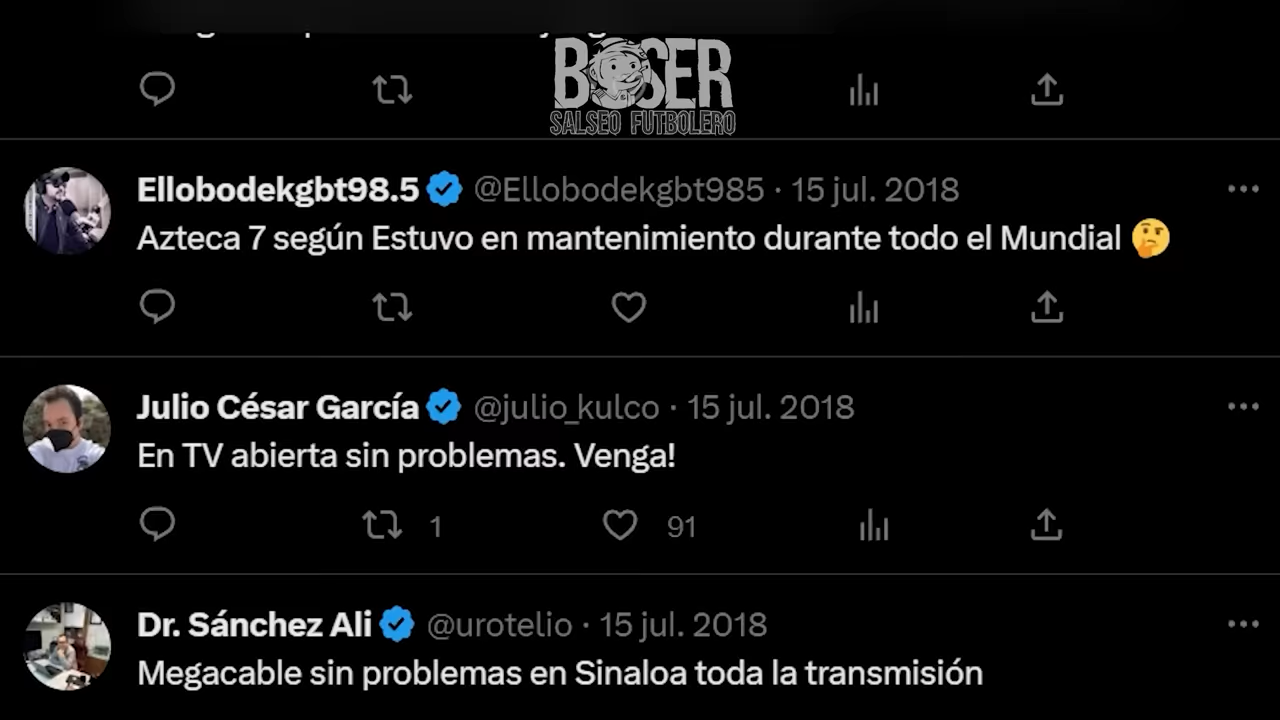 BOSER
SALSEO FUTBOLERO
Ellobodekgbt98.5 @Ellobodekgbt985 · 15 jul. 2018
Azteca 7 según Estuvo en mantenimiento durante todo el Mundial 🤔
Julio César García @julio_kulco · 15 jul. 2018
En TV abierta sin problemas. Venga!
1 91
Dr. Sánchez Ali @urotelio · 15 jul. 2018
Megacable sin problemas en Sinaloa toda la transmisión